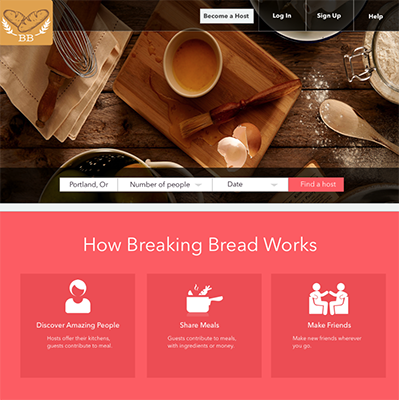 BB
Become a Host Log In Sign Up Help
Portland, Or Number of people Date Find a host
How Breaking Bread Works
Discover Amazing People
Hosts offer their kitchens,
guests contribute to meal.
Share Meals
Guests contribute to meals,
with ingredients or money.
Make Friends
Make new friends wherever
you go.